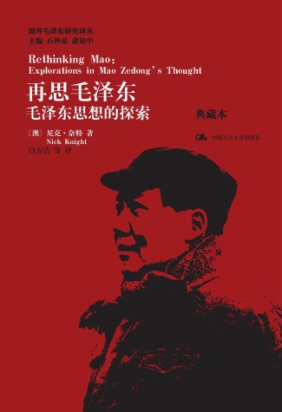 国外毛泽东研究译丛
主编 石仲泉 萧延中
Rethinking Mao:
Explorations in Mao Zedong's Thought
再思毛泽东
毛泽东思想的探索
典藏本
[澳] 尼克·奈特 著
Nick Knight
闫方洁 等 译
中国人民大学出版社